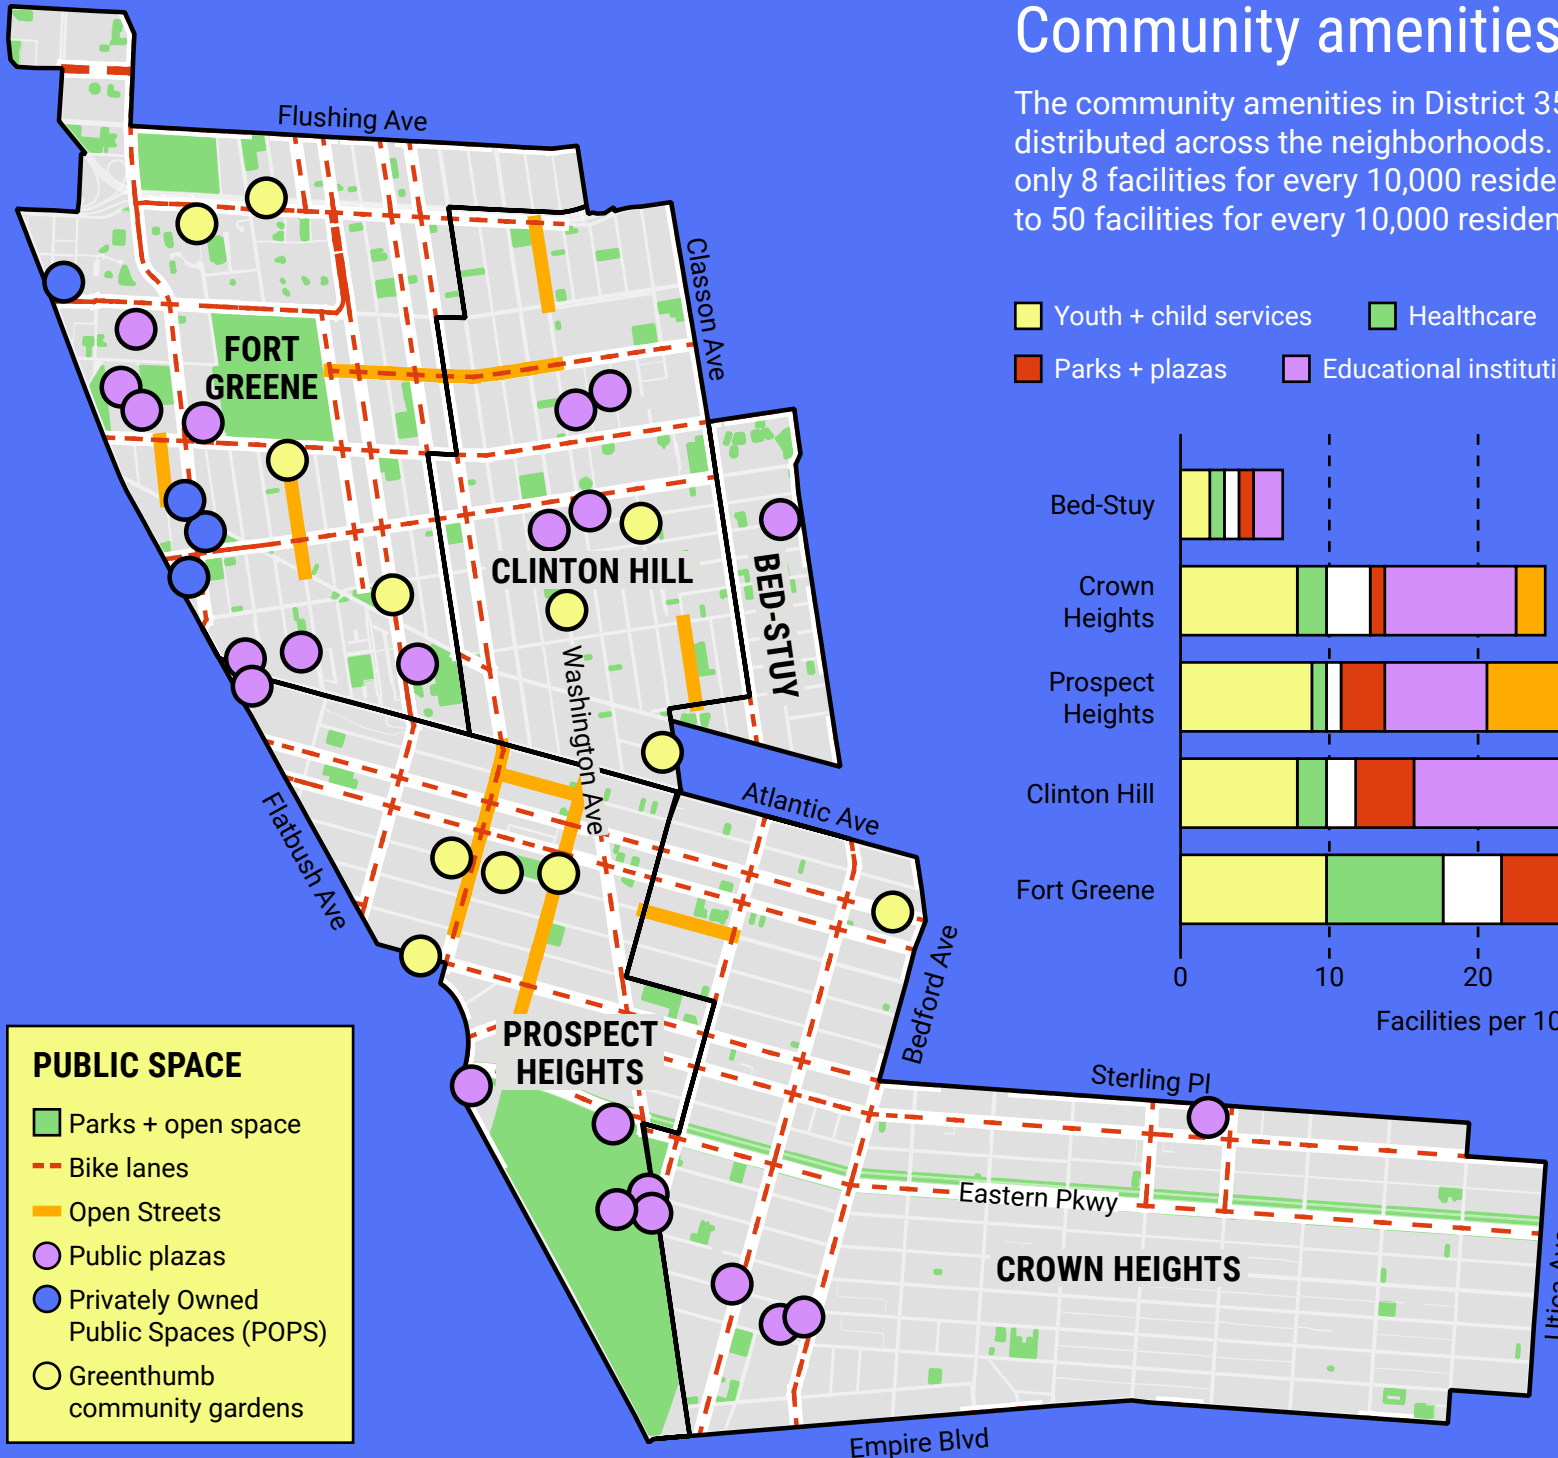 Community amenities
The community amenities in District 35
distributed across the neighborhoods.
only 8 facilities for every 10,000 reside
to 50 facilities for every 10,000 residen
Youth + child services
Healthcare
Parks + plazas
Educational instituti
Bed-Stuy
Crown
Heights
Prospect
Heights
Clinton Hill
Fort Greene
0
10
20
Facilities per 10
Flushing Ave
Classon Ave
FORT
GREENE
CLINTON HILL
BED-STUY
Washington Ave
Atlantic Ave
Flatbush Ave
Bedford Ave
PROSPECT
HEIGHTS
Sterling Pl
Eastern Pkwy
CROWN HEIGHTS
Utica Ave
Empire Blvd
PUBLIC SPACE
Parks + open space
Bike lanes
Open Streets
Public plazas
Privately Owned
Public Spaces (POPS)
Greenthumb
community gardens